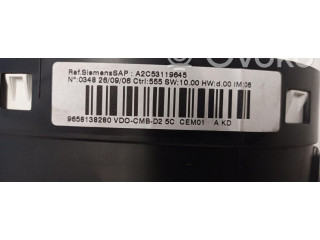 Ref.SiemensSAP : A2C53119645
N°:0348 26/09/06 Ctrl:555 SW:10.00 HW:d.00 IM:06
9658138280 VDO-CMB-D2 5C CEM01 A KD